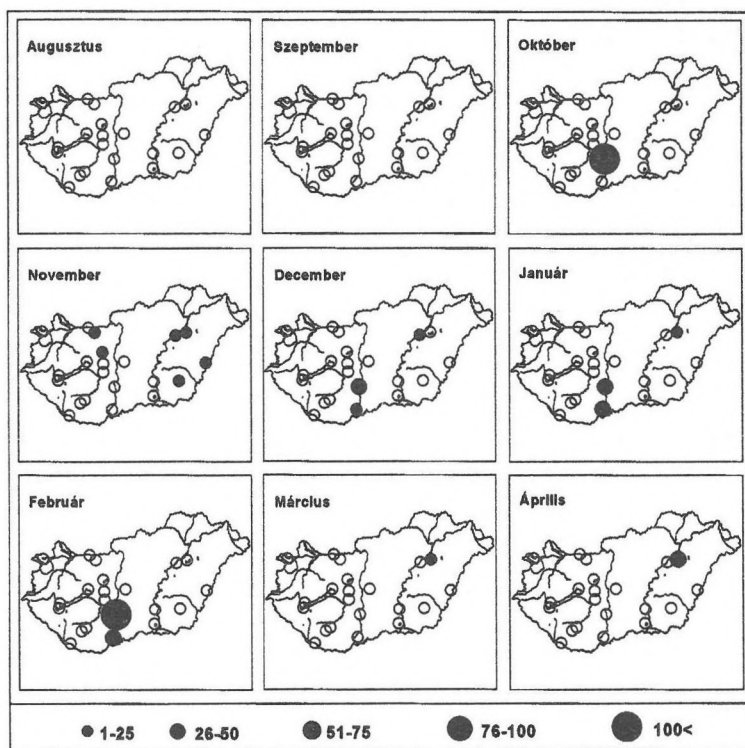 Augusztus Szeptember Október
November December Január
Február Március Április
1-25 26-50 51-75 76-100 100<